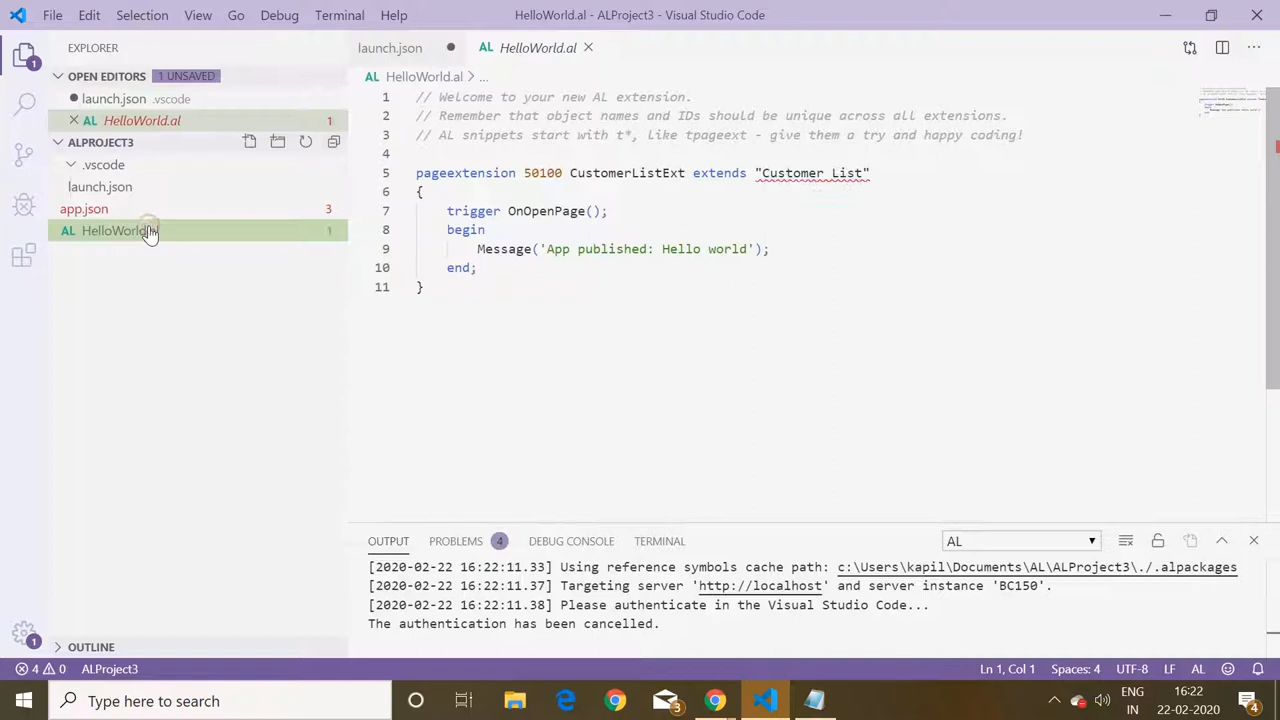 File Edit Selection View Go Debug Terminal Help HelloWorld.al - ALProject3 - Visual Studio Code
EXPLORER
OPEN EDITORS 1 UNSAVED
launch.json .vscode
AL HelloWorld.al 1
ALPROJECT3
.vscode
launch.json
app.json 3
AL HelloWorld 1
OUTLINE
launch.json AL HelloWorld.al
AL HelloWorld.al > ...
1 // Welcome to your new AL extension.
2 // Remember that object names and IDs should be unique across all extensions.
3 // AL snippets start with t*, like tpageext - give them a try and happy coding!
4
5 pageextension 50100 CustomerListExt extends "Customer List"
6 {
7 trigger OnOpenPage();
8 begin
9 Message('App published: Hello world');
10 end;
11 }
OUTPUT PROBLEMS 4 DEBUG CONSOLE TERMINAL AL
[2020-02-22 16:22:11.33] Using reference symbols cache path: c:\Users\kapil\Documents\AL\ALProject3\./.alpackages
[2020-02-22 16:22:11.37] Targeting server 'http://localhost' and server instance 'BC150'.
[2020-02-22 16:22:11.38] Please authenticate in the Visual Studio Code...
The authentication has been cancelled.
1
1
4 0 ALProject3 Ln 1, Col 1 Spaces: 4 UTF-8 LF AL
Type here to search 3 ENG 16:22
IN 22-02-2020 4